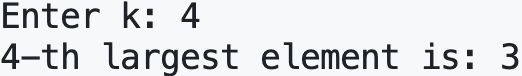 Enter k: 4
4-th largest element is: 3